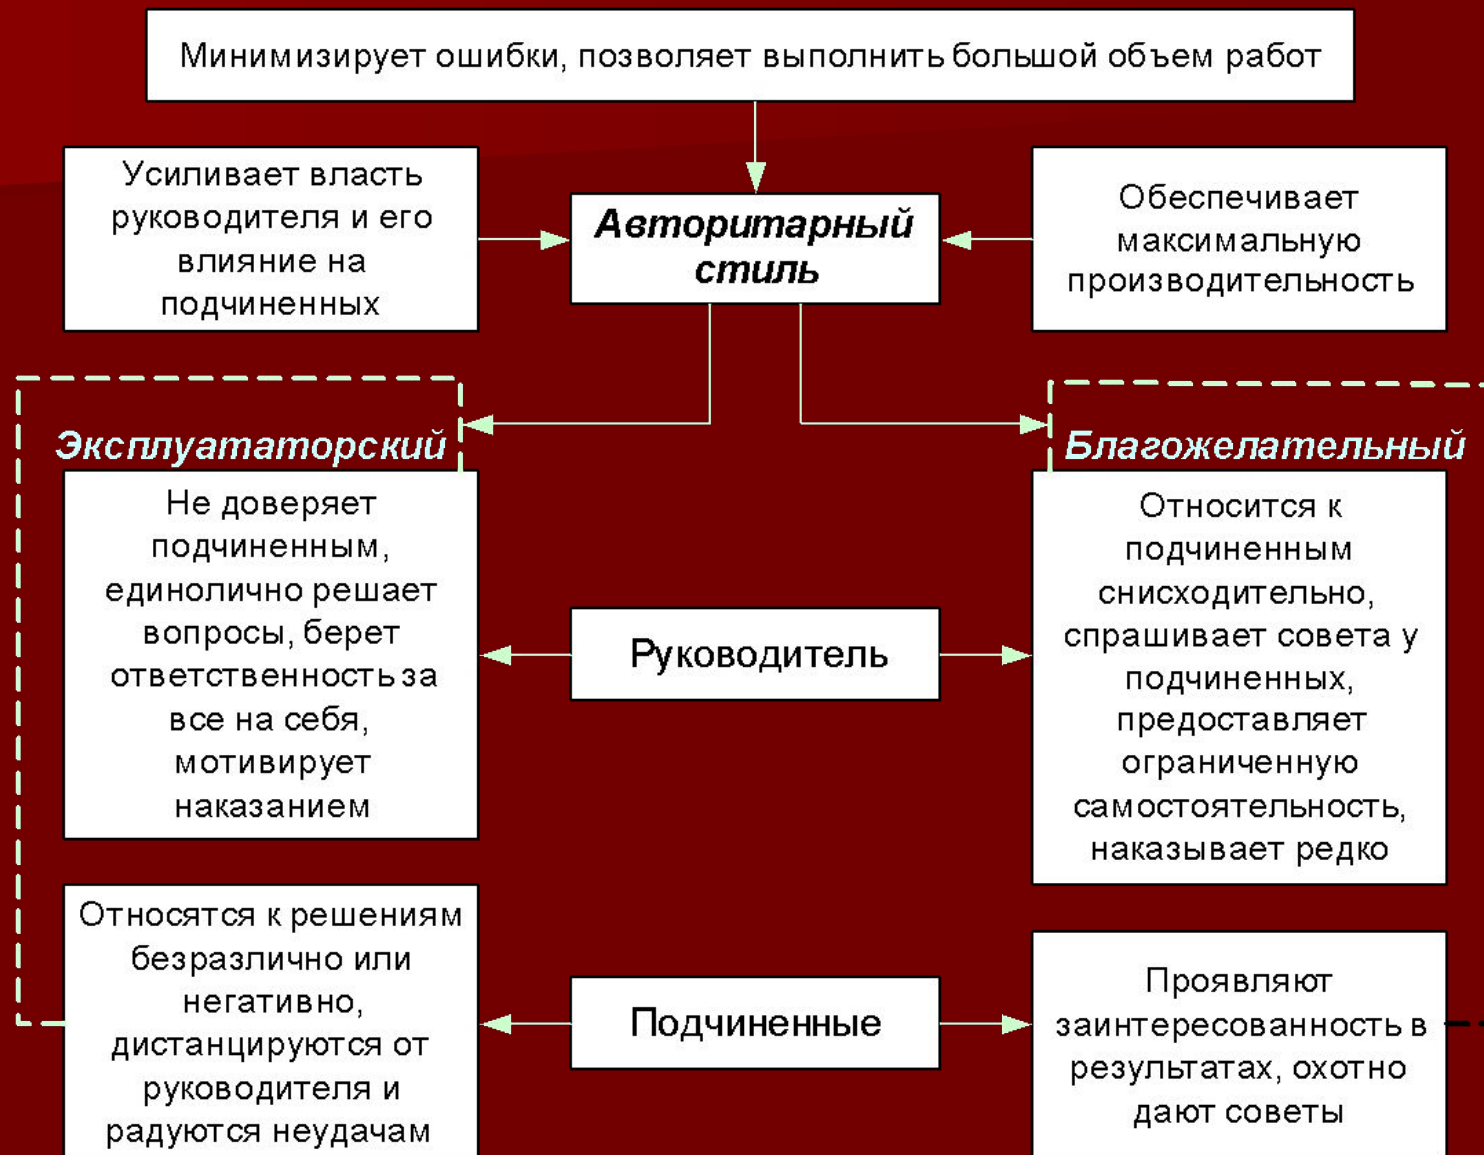 Минимизирует ошибки, позволяет выполнить большой объем работ
Усиливает власть
руководителя и его
влияние на
подчиненных
Авторитарный
стиль
Обеспечивает
максимальную
производительность
Эксплуататорский
Благожелательный
Не доверяет
подчиненным,
единолично решает
вопросы, берет
ответственность за
все на себя,
мотивирует
наказанием
Руководитель
Относится к
подчиненным
снисходительно,
спрашивает совета у
подчиненных,
предоставляет
ограниченную
самостоятельность,
наказывает редко
Относятся к решениям
безразлично или
негативно,
дистанцируются от
руководителя и
радуются неудачам
Подчиненные
Проявляют
заинтересованность в
результатах, охотно
дают советы